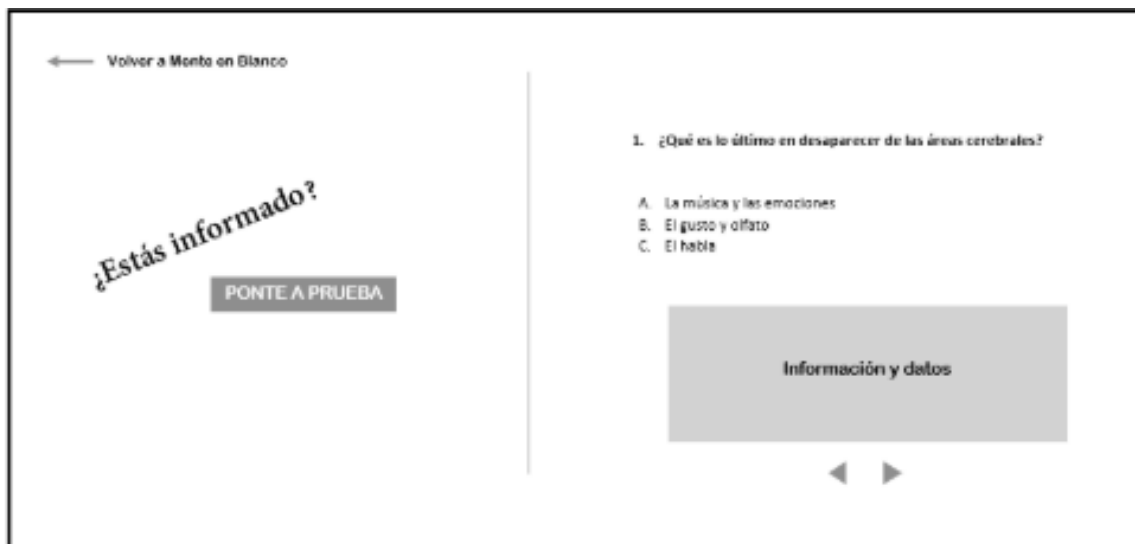 Volver a Mente en Blanco
¿Estás informado?
PONTE A PRUEBA
1. ¿Qué es lo último en desaparecer de las áreas cerebrales?
A. La música y las emociones
B. El gusto y olfato
C. El habla
Información y datos